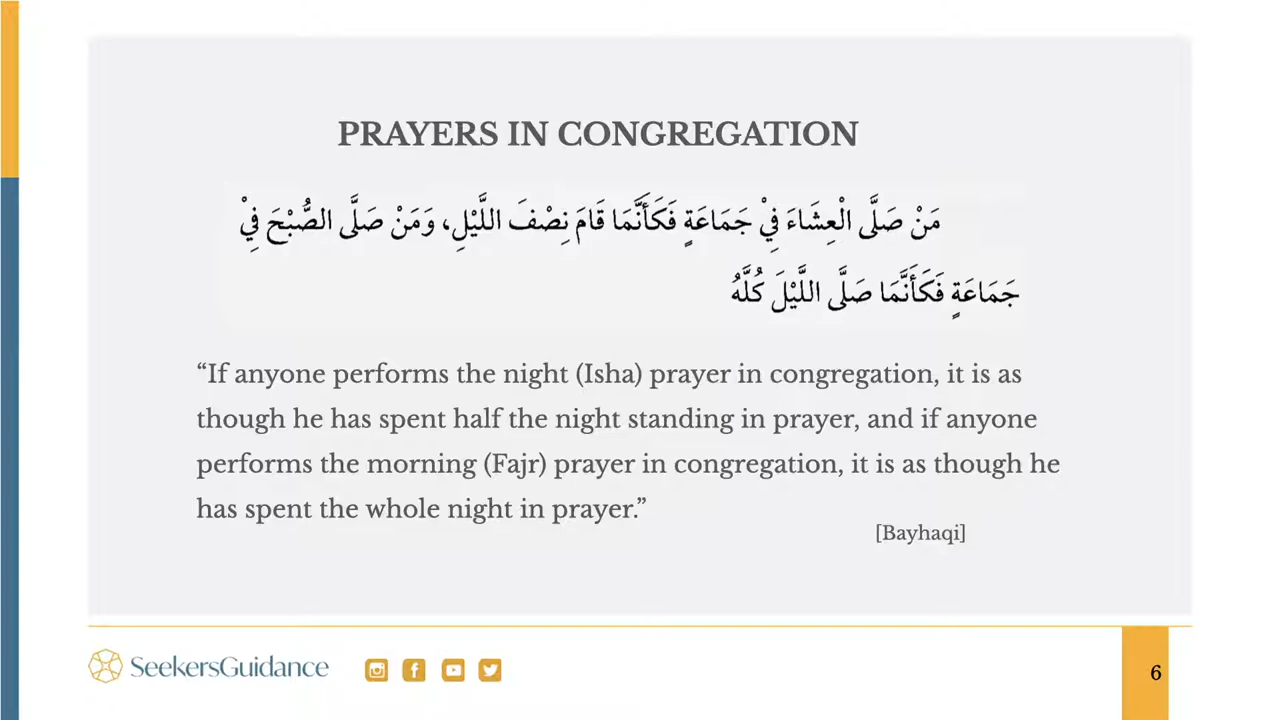 PRAYERS IN CONGREGATION
مَنْ صَلَّى الْعِشَاءَ فِيْ جَمَاعَةٍ فَكَأَنَّمَا قَامَ نِصْفَ اللَّيْلِ، وَمَنْ صَلَّى الصُّبْحَ فِيْ
جَمَاعَةٍ فَكَأَنَّمَا صَلَّى اللَّيْلَ كُلَّهُ
“If anyone performs the night (Isha) prayer in congregation, it is as
though he has spent half the night standing in prayer, and if anyone
performs the morning (Fajr) prayer in congregation, it is as though he
has spent the whole night in prayer.”
[Bayhaqi]
SeekersGuidance
6